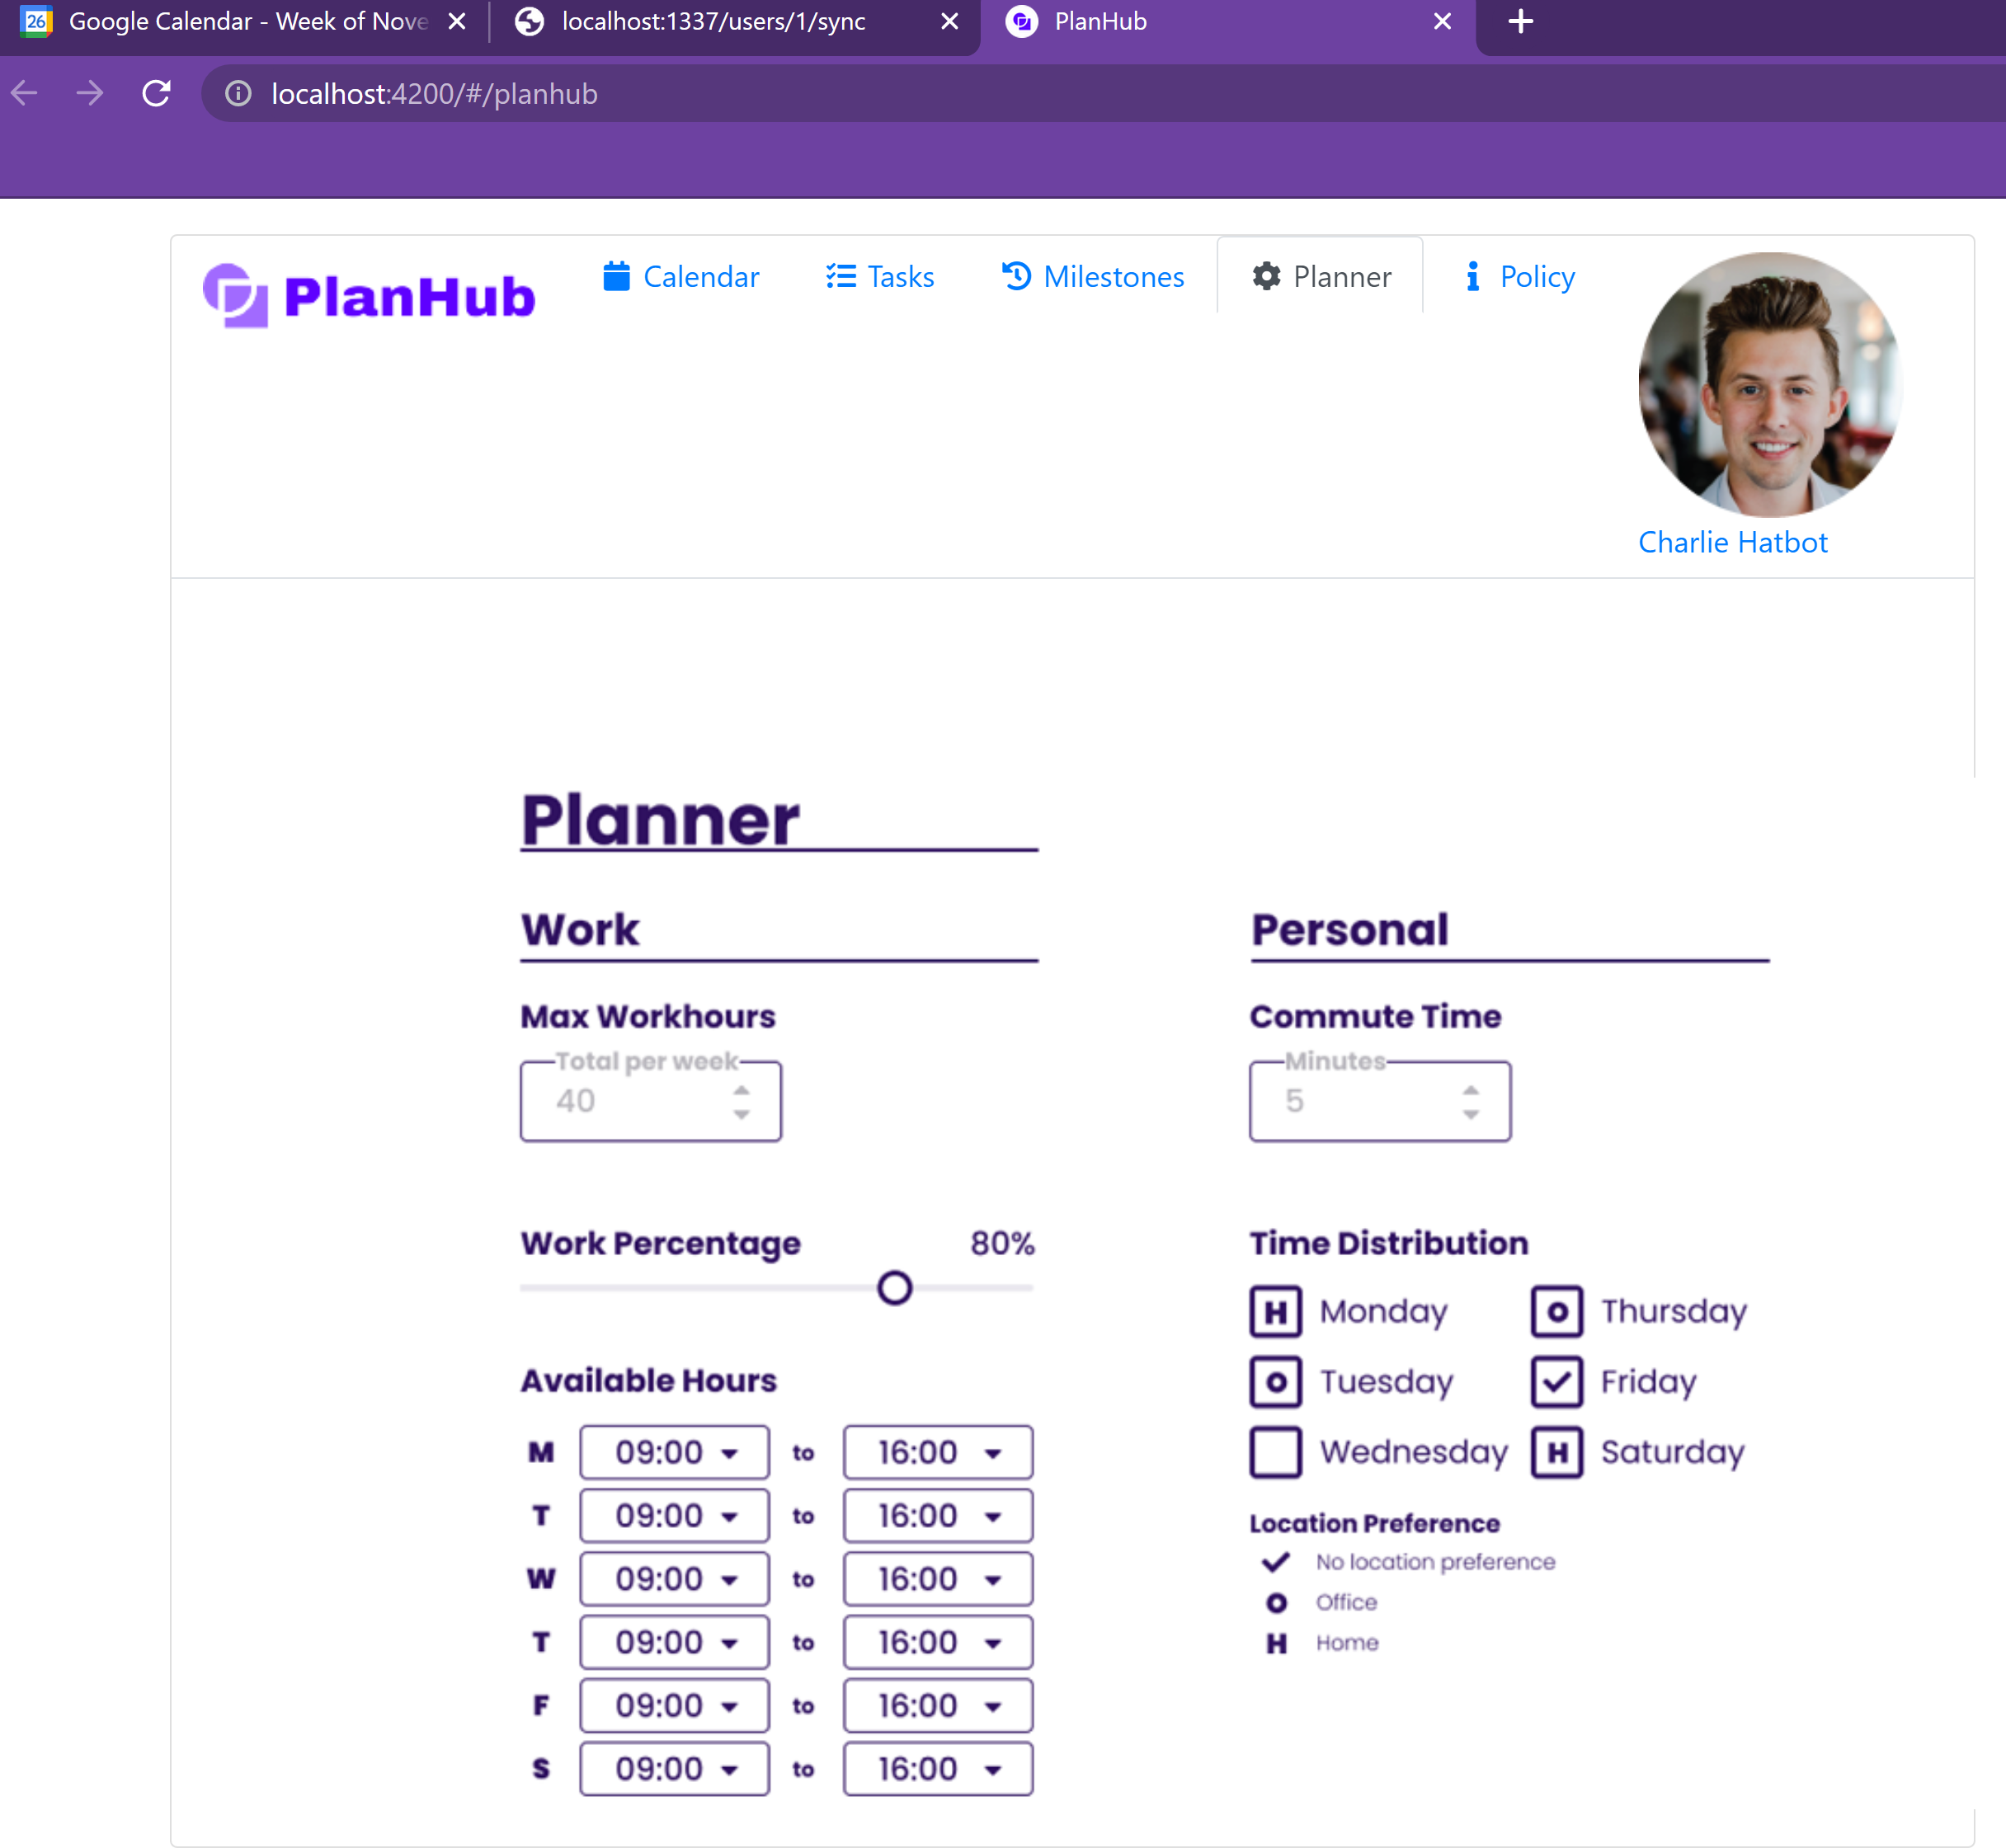 26 Google Calendar - Week of Nove
localhost:1337/users/1/sync
PlanHub
localhost:4200/#/planhub
PlanHub
Calendar
Tasks
Milestones
Planner
Policy
Charlie Hatbot
Planner
Work
Max Workhours
Total per week
40
Work Percentage 80%
Available Hours
M 09:00 to 16:00
T 09:00 to 16:00
W 09:00 to 16:00
T 09:00 to 16:00
F 09:00 to 16:00
S 09:00 to 16:00
Personal
Commute Time
Minutes
5
Time Distribution
H Monday O Thursday
O Tuesday Friday
Wednesday H Saturday
Location Preference
No location preference
O Office
H Home